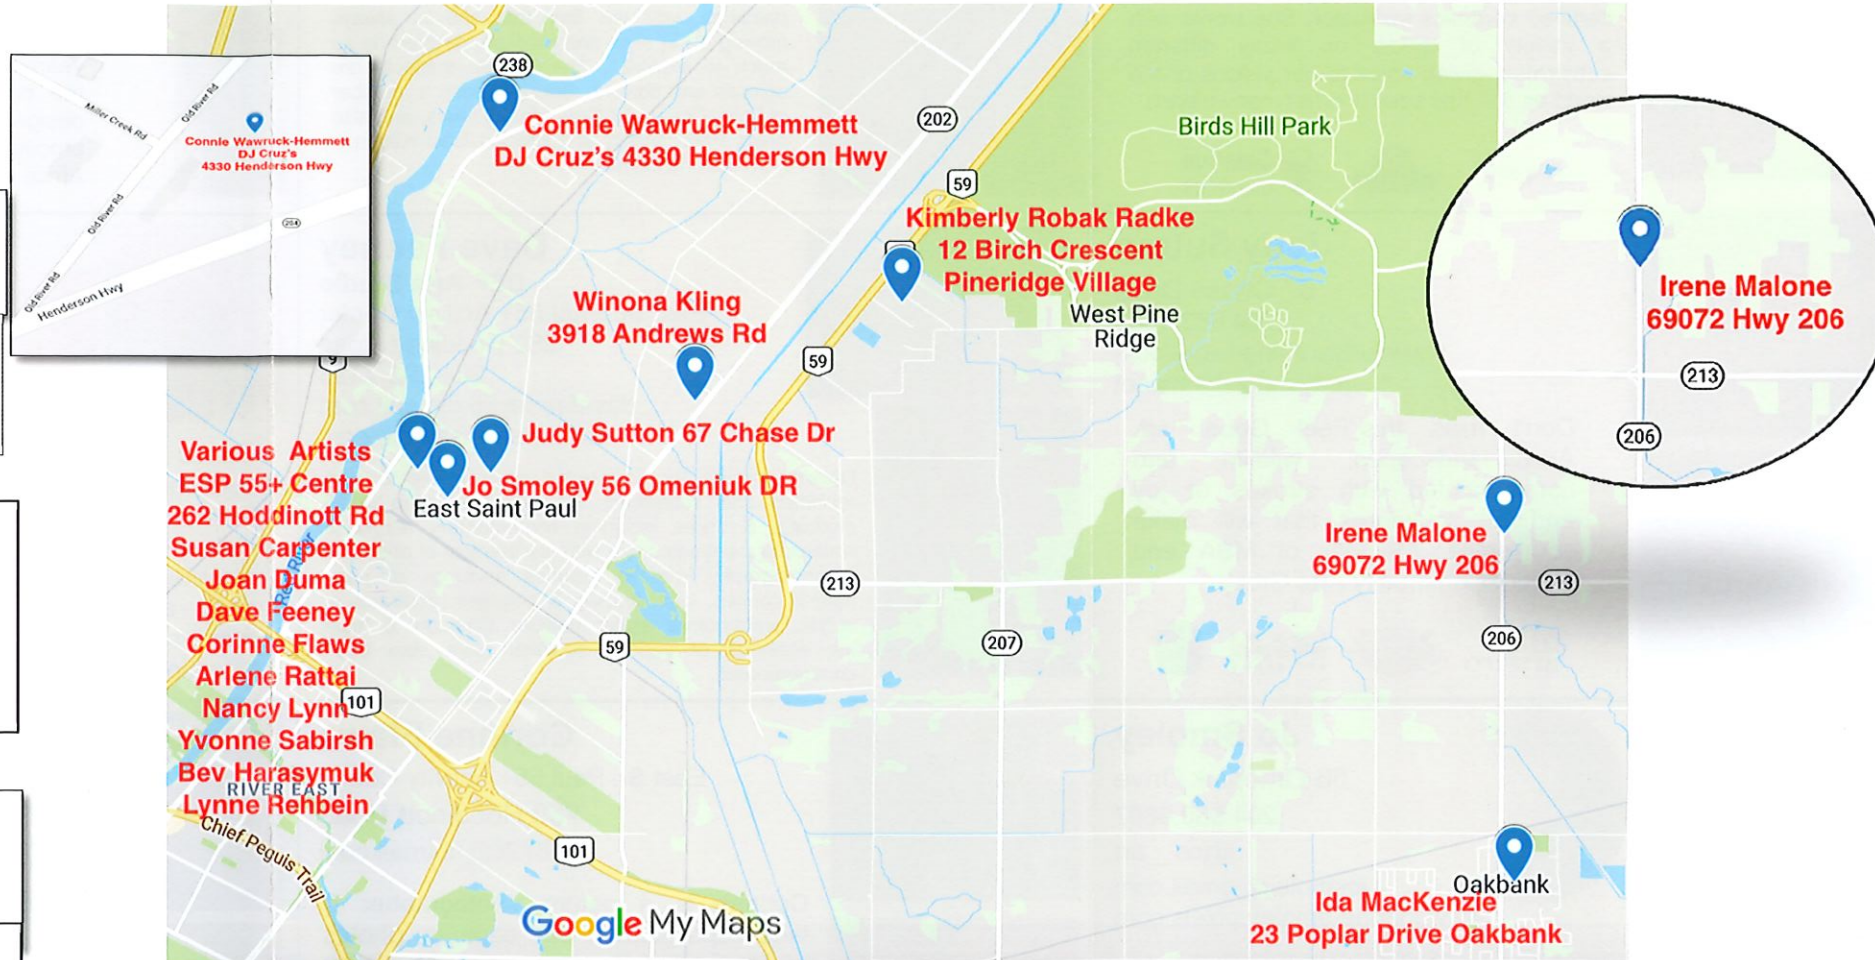 238
Miller Creek Rd
Old River Rd
Connie Wawruck-Hemmett
DJ Cruz's
4330 Henderson Hwy
Old River Rd
204
Old River Rd
Henderson Hwy
Connie Wawruck-Hemmett
DJ Cruz's 4330 Henderson Hwy
202
Birds Hill Park
59
Kimberly Robak Radke
12 Birch Crescent
Pineridge Village
West Pine
Ridge
Winona Kling
3918 Andrews Rd
59
9
Irene Malone
69072 Hwy 206
213
206
Judy Sutton 67 Chase Dr
Jo Smoley 56 Omeniuk DR
East Saint Paul
Various Artists
ESP 55+ Centre
262 Hoddinott Rd
Susan Carpenter
Joan Duma
Dave Feeney
Corinne Flaws
Arlene Rattai
Nancy Lynn
Yvonne Sabirsh
Bev Harasymuk
Lynne Rehbein
Red River
RIVER EAST
Chief Peguis Trail
101
59
213
207
Irene Malone
69072 Hwy 206
213
206
101
Google My Maps
Oakbank
Ida MacKenzie
23 Poplar Drive Oakbank